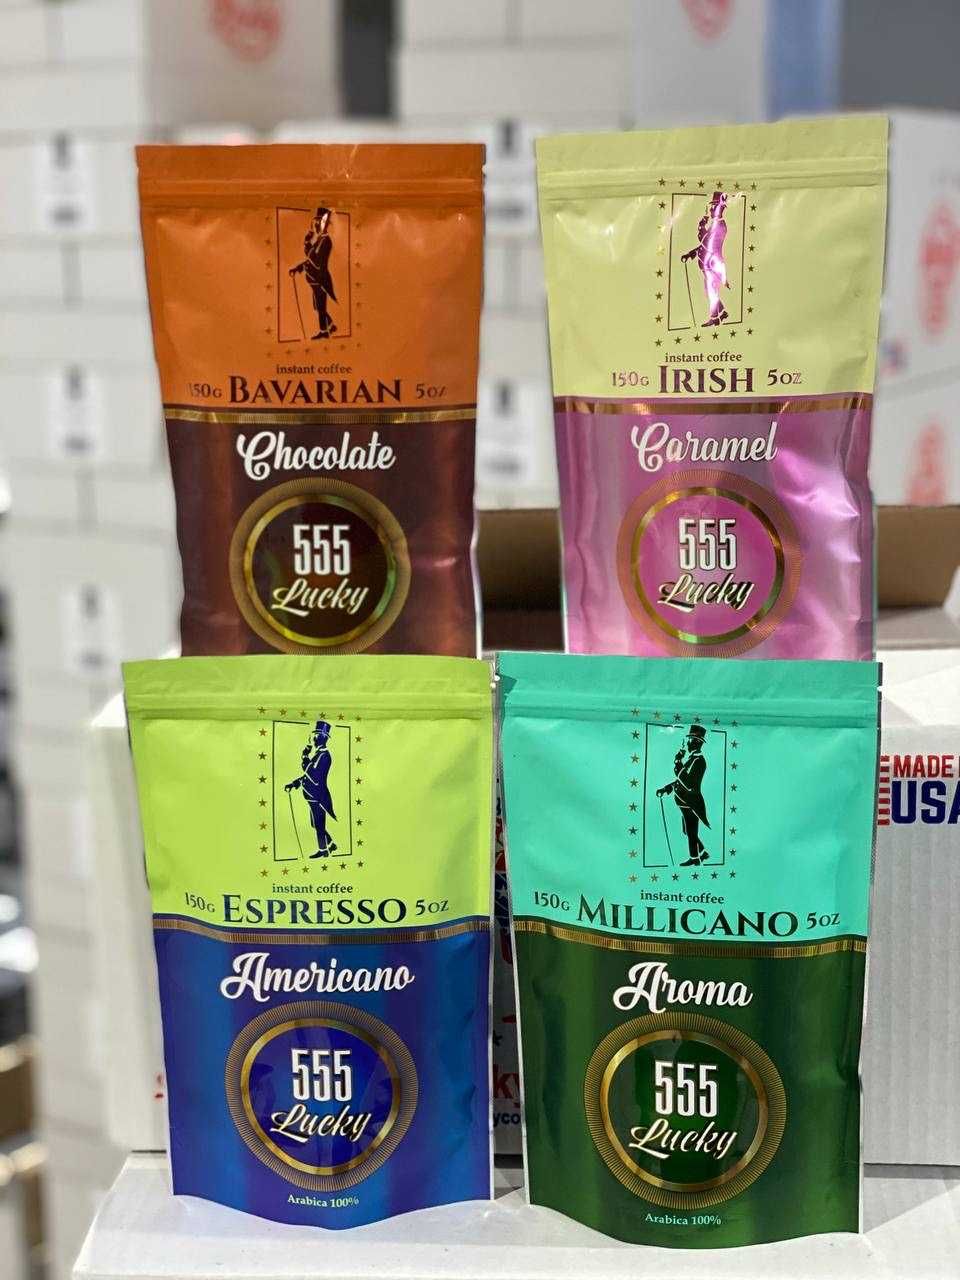 instant coffee
150G BAVARIAN 5OZ
Chocolate
555
Lucky
instant coffee
150G IRISH 5OZ
Caramel
555
Lucky
instant coffee
150G ESPRESSO 5OZ
Americano
555
Lucky
Arabica 100%
instant coffee
150G MILLICANO 5OZ
Aroma
555
Lucky
Arabica 100%
MADE
USA